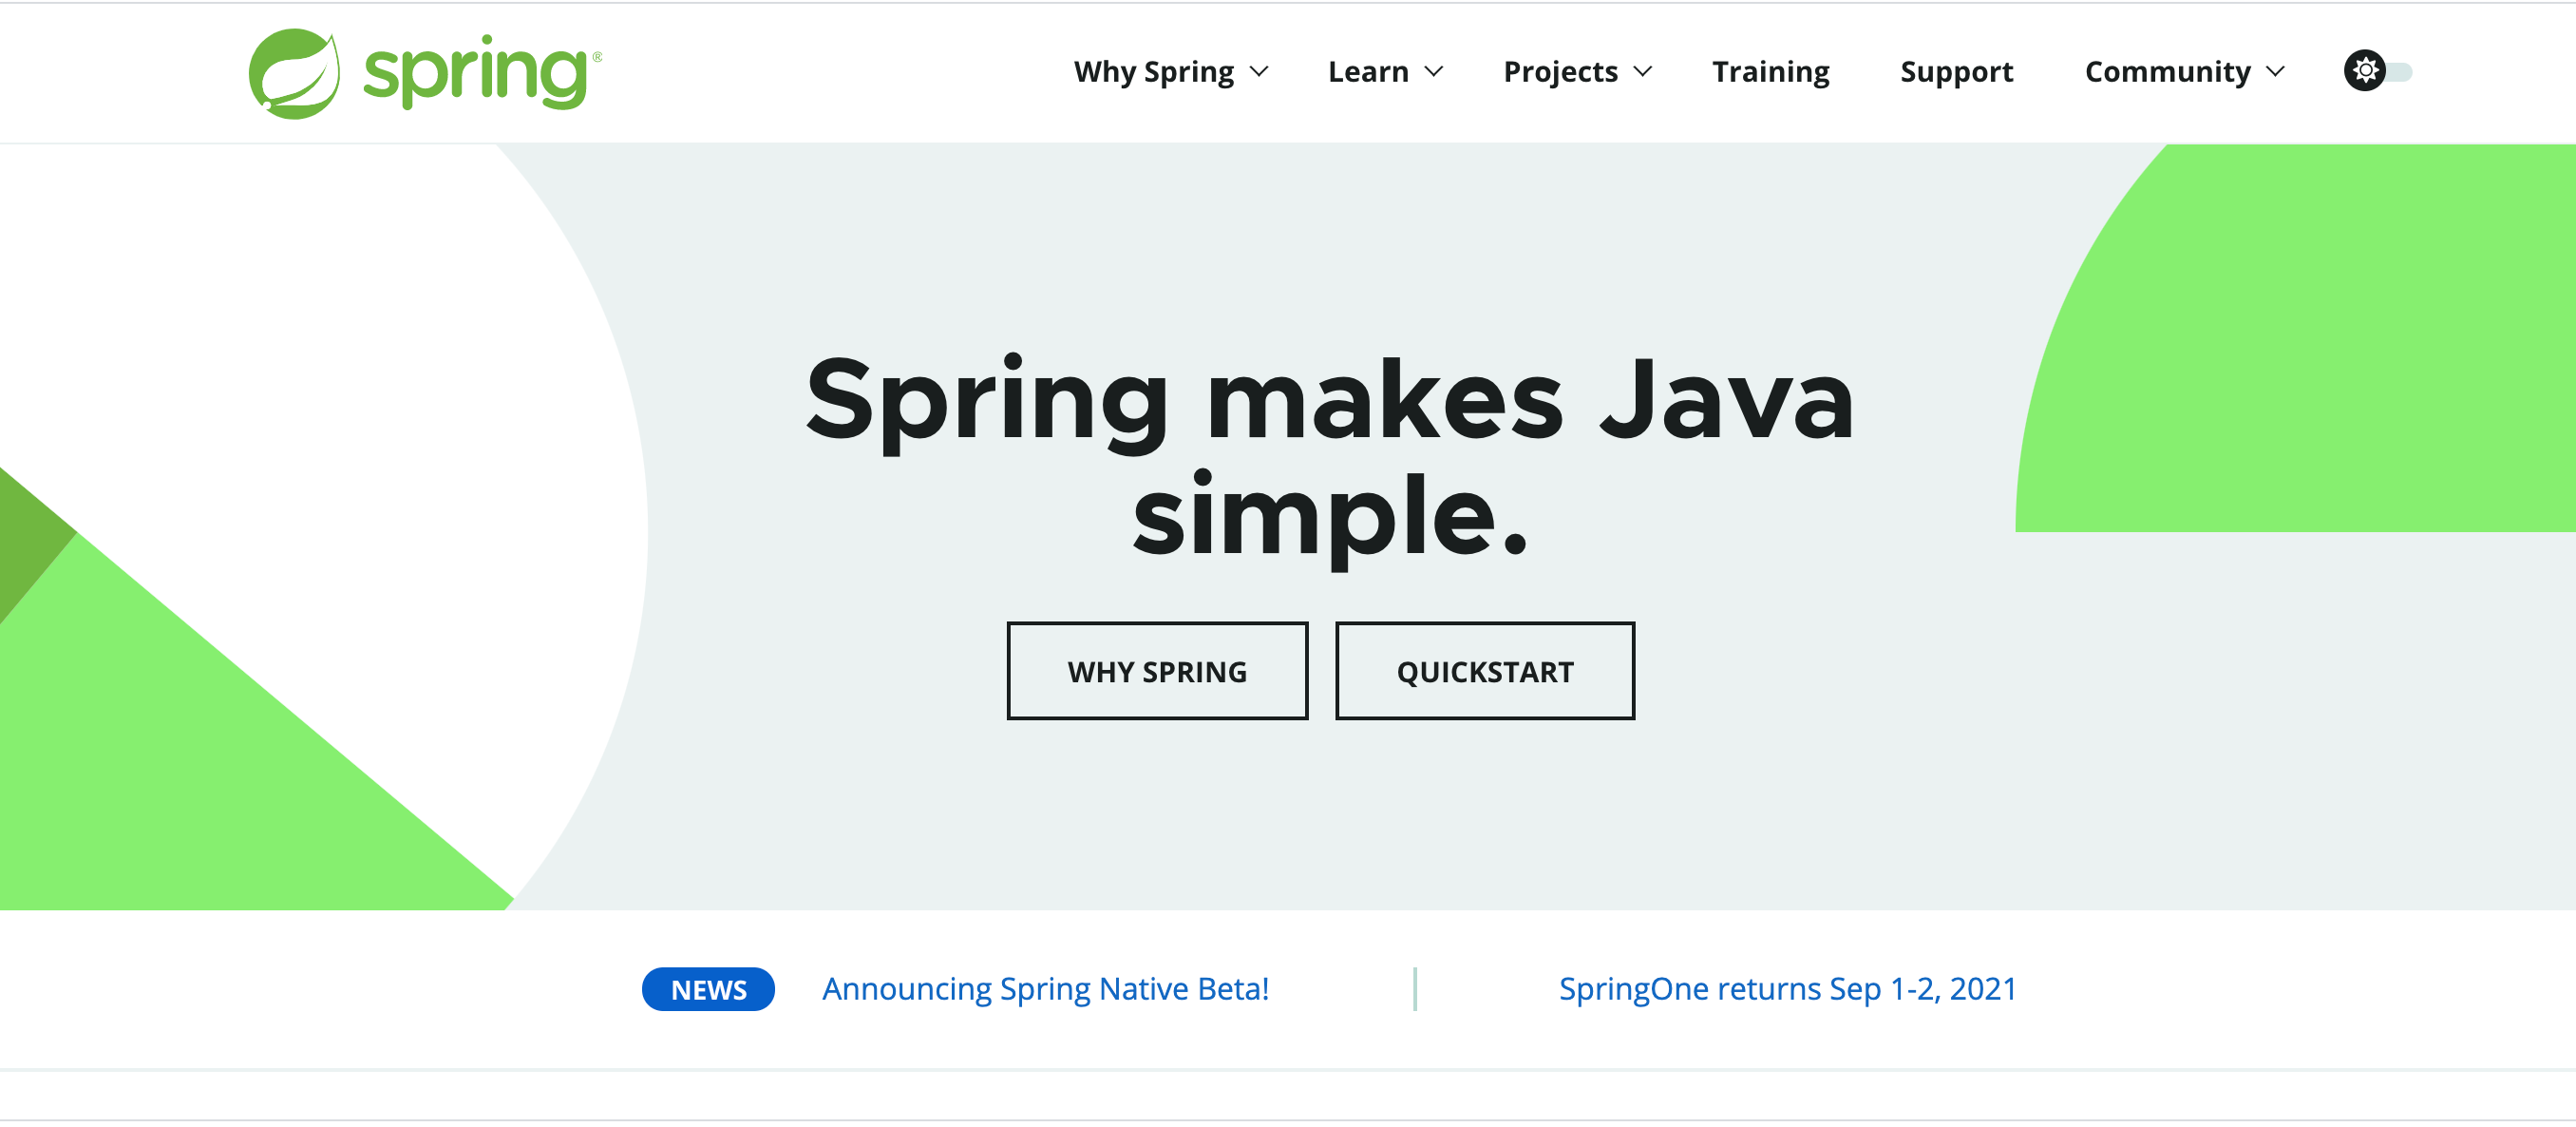 spring®
Why Spring Learn Projects Training Support Community
Spring makes Java
simple.
WHY SPRING QUICKSTART
NEWS Announcing Spring Native Beta! SpringOne returns Sep 1-2, 2021